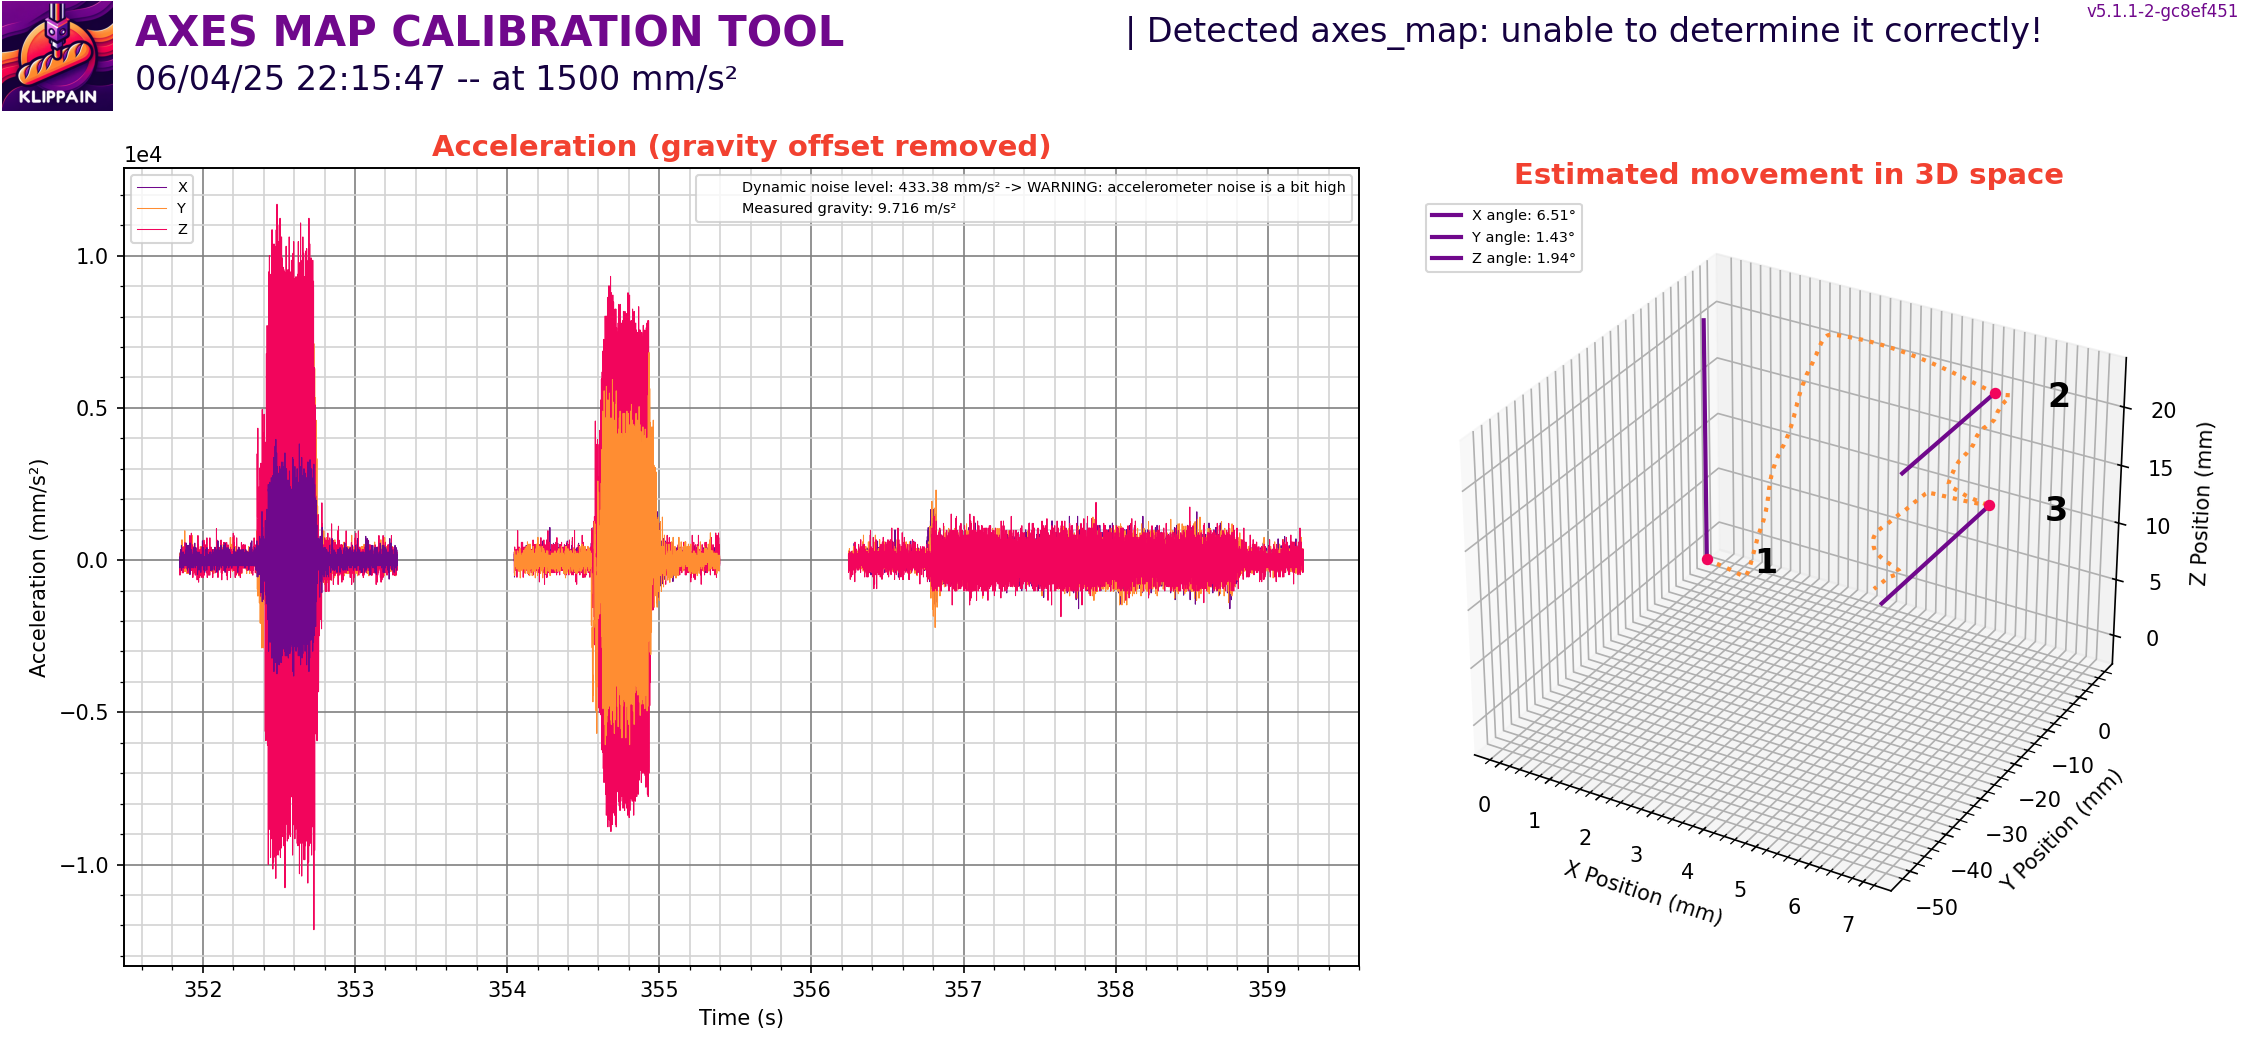 AXES MAP CALIBRATION TOOL
| Detected axes_map: unable to determine it correctly!
v5.1.1-2-gc8ef451
06/04/25 22:15:47 -- at 1500 mm/s²
KLIPPAIN
Acceleration (gravity offset removed)
1e4
X
Y
Z
Dynamic noise level: 433.38 mm/s² -> WARNING: accelerometer noise is a bit high
Measured gravity: 9.716 m/s²
1.0
0.5
0.0
−0.5
−1.0
Acceleration (mm/s²)
352 353 354 355 356 357 358 359
Time (s)
Estimated movement in 3D space
X angle: 6.51°
Y angle: 1.43°
Z angle: 1.94°
1
2
3
20
15
10
5
0
Z Position (mm)
0
−10
−20
−30
−40
−50
Y Position (mm)
0 1 2 3 4 5 6 7
X Position (mm)